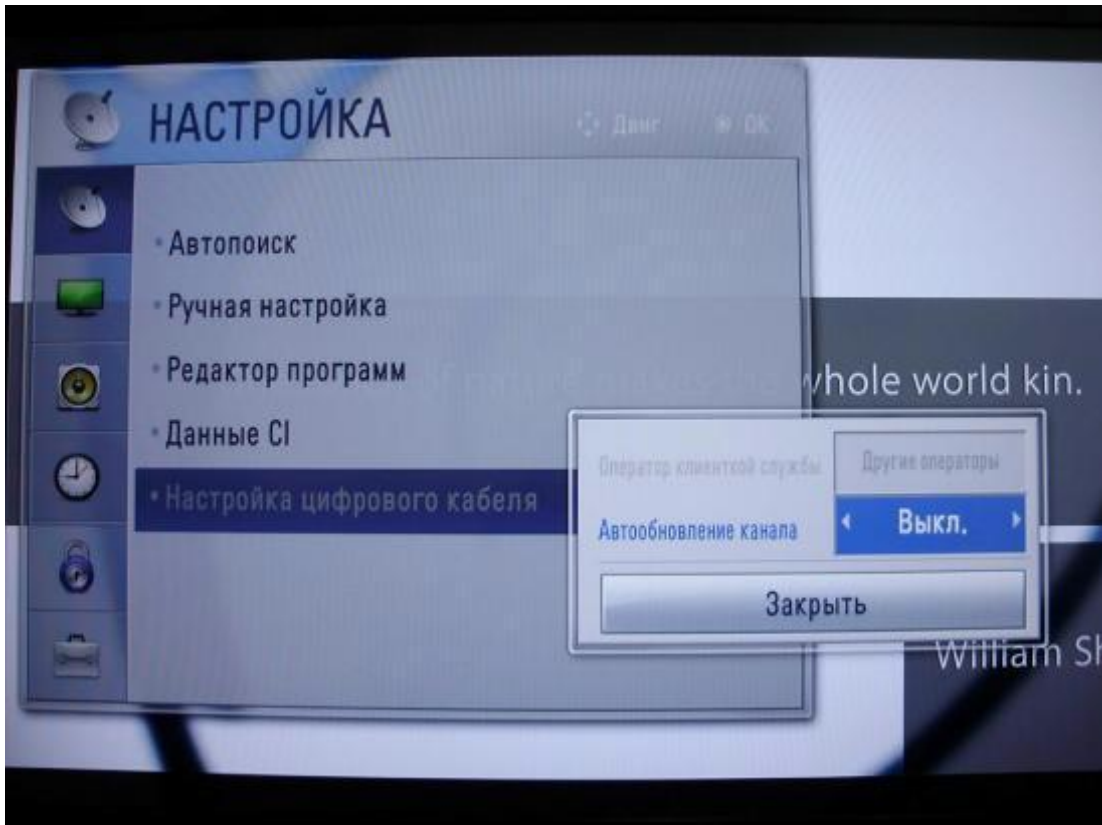 НАСТРОЙКА
Двиг OK
Автопоиск
Ручная настройка
Редактор программ
whole world kin.
Данные CI
Оператор клиенткой службы Другие операторы
Настройка цифрового кабеля
Автообновление канала Выкл.
Закрыть
William Sh